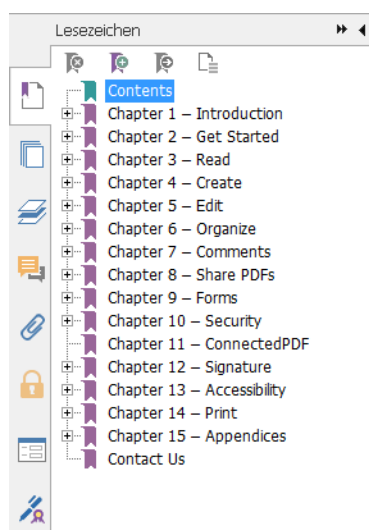 Lesezeichen
Contents
Chapter 1 – Introduction
Chapter 2 – Get Started
Chapter 3 – Read
Chapter 4 – Create
Chapter 5 – Edit
Chapter 6 – Organize
Chapter 7 – Comments
Chapter 8 – Share PDFs
Chapter 9 – Forms
Chapter 10 – Security
Chapter 11 – ConnectedPDF
Chapter 12 – Signature
Chapter 13 – Accessibility
Chapter 14 – Print
Chapter 15 – Appendices
Contact Us